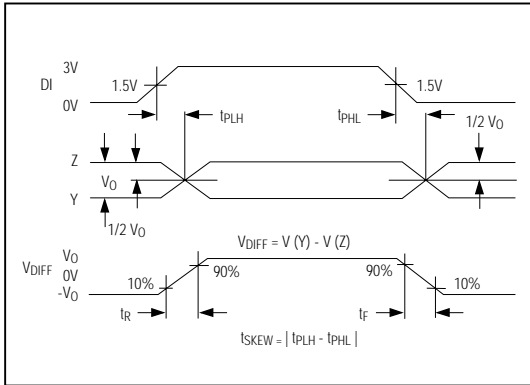 3V
DI 1.5V 1.5V
0V
tPLH tPHL
1/2 VO
Z
VO
Y
1/2 VO
VDIFF = V (Y) - V (Z)
VO
VDIFF 0V 90% 90%
-VO 10% 10%
tR tF
tSKEW = | tPLH - tPHL |